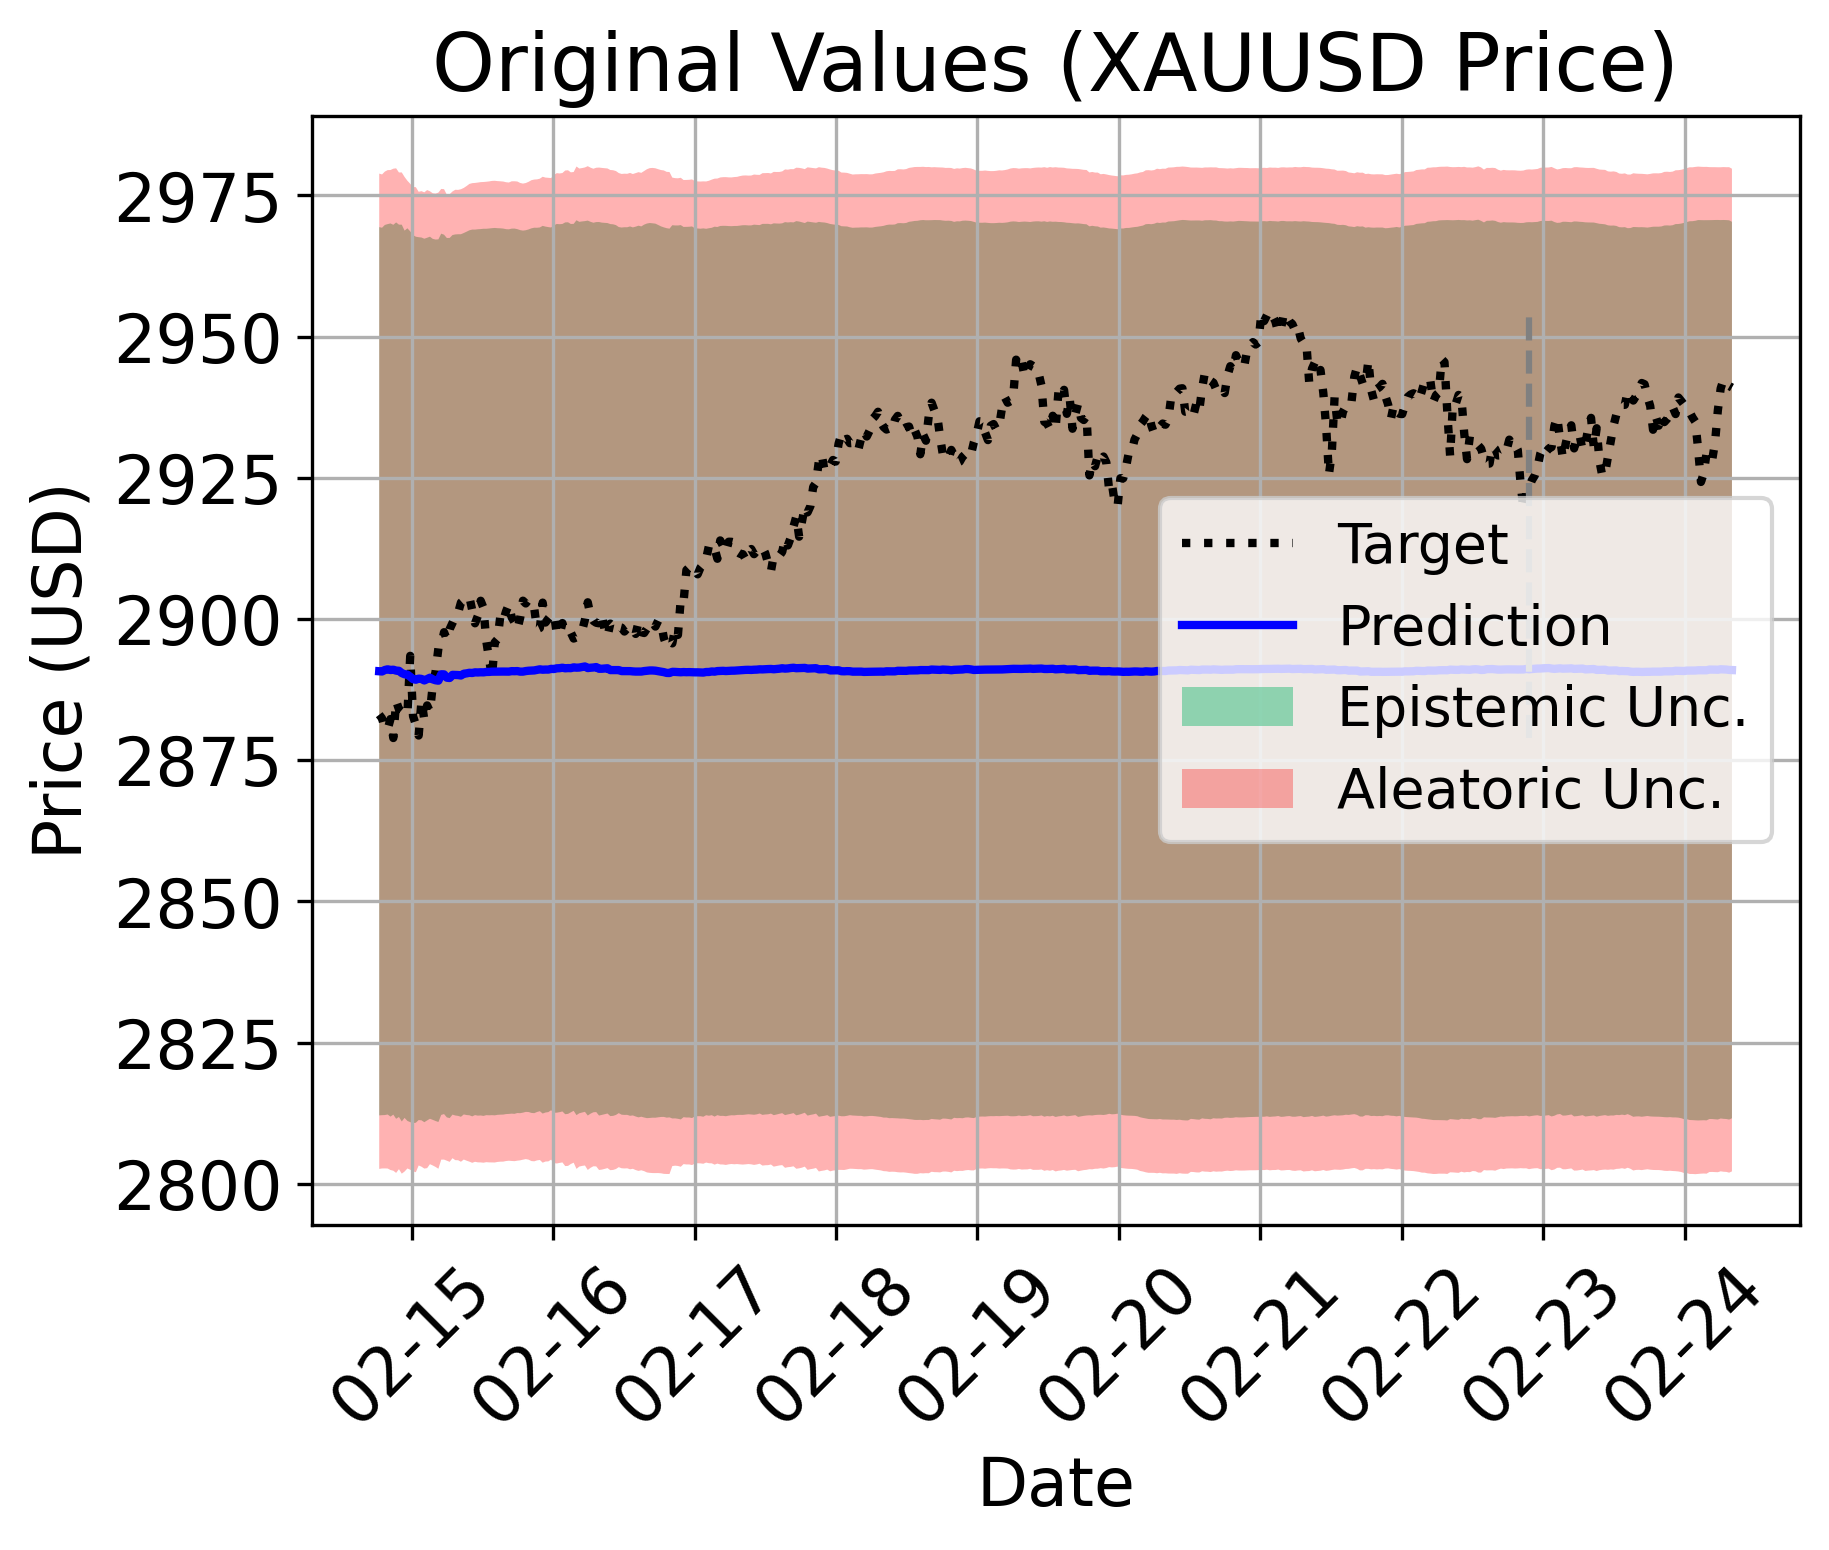 Original Values (XAUUSD Price)
2975
2950
2925
2900
2875
2850
2825
2800
Price (USD)
Target
Prediction
Epistemic Unc.
Aleatoric Unc.
02-15
02-16
02-17
02-18
02-19
02-20
02-21
02-22
02-23
02-24
Date